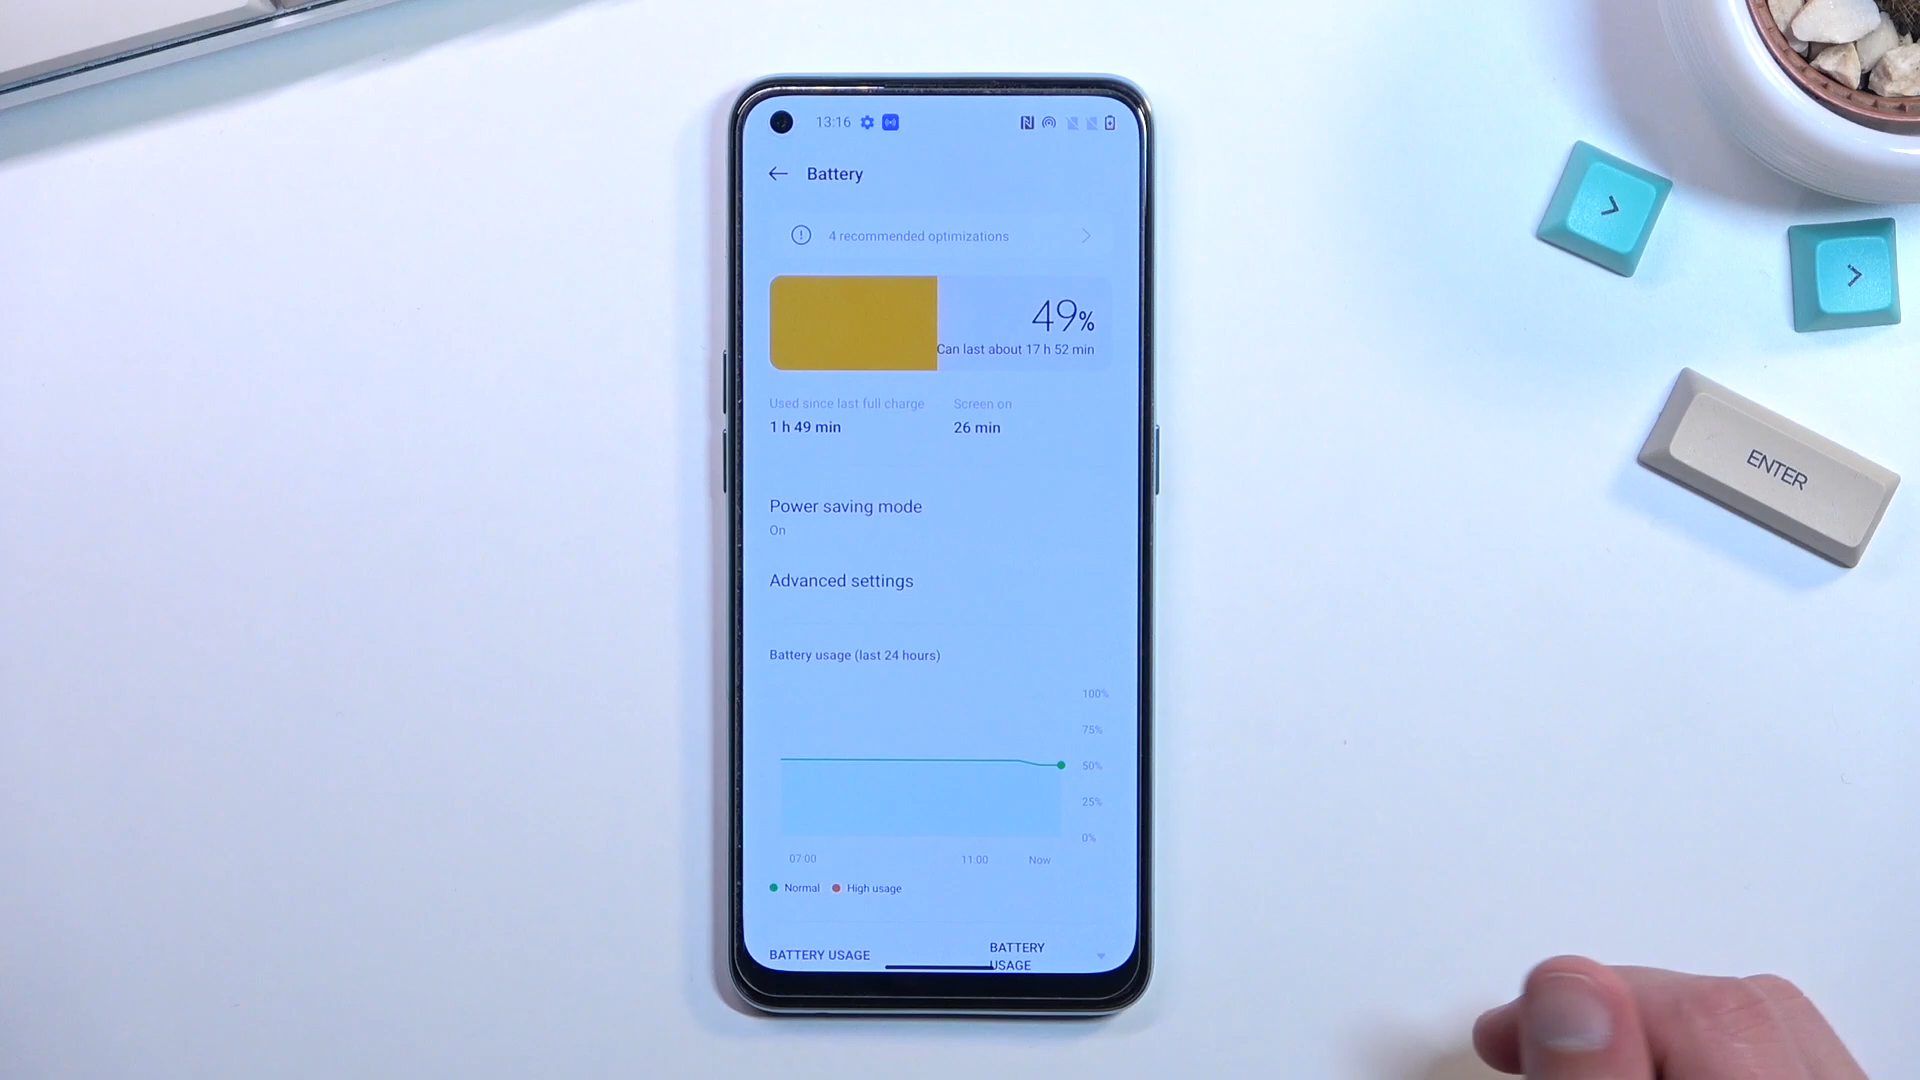 13:16
Battery
4 recommended optimizations
49%
Can last about 17 h 52 min
Used since last full charge
Screen on
1 h 49 min
26 min
Power saving mode
On
Advanced settings
Battery usage (last 24 hours)
100%
75%
50%
25%
0%
07:00
11:00
Now
Normal
High usage
BATTERY USAGE
BATTERY
USAGE
ENTER